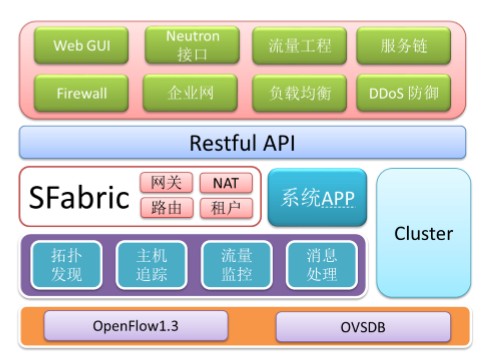 Web GUI
Neutron
接口
流量工程
服务链
Firewall
企业网
负载均衡
DDoS 防御
Restful API
SFabric
网关
NAT
路由
租户
系统APP
Cluster
拓扑
发现
主机
追踪
流量
监控
消息
处理
OpenFlow1.3
OVSDB